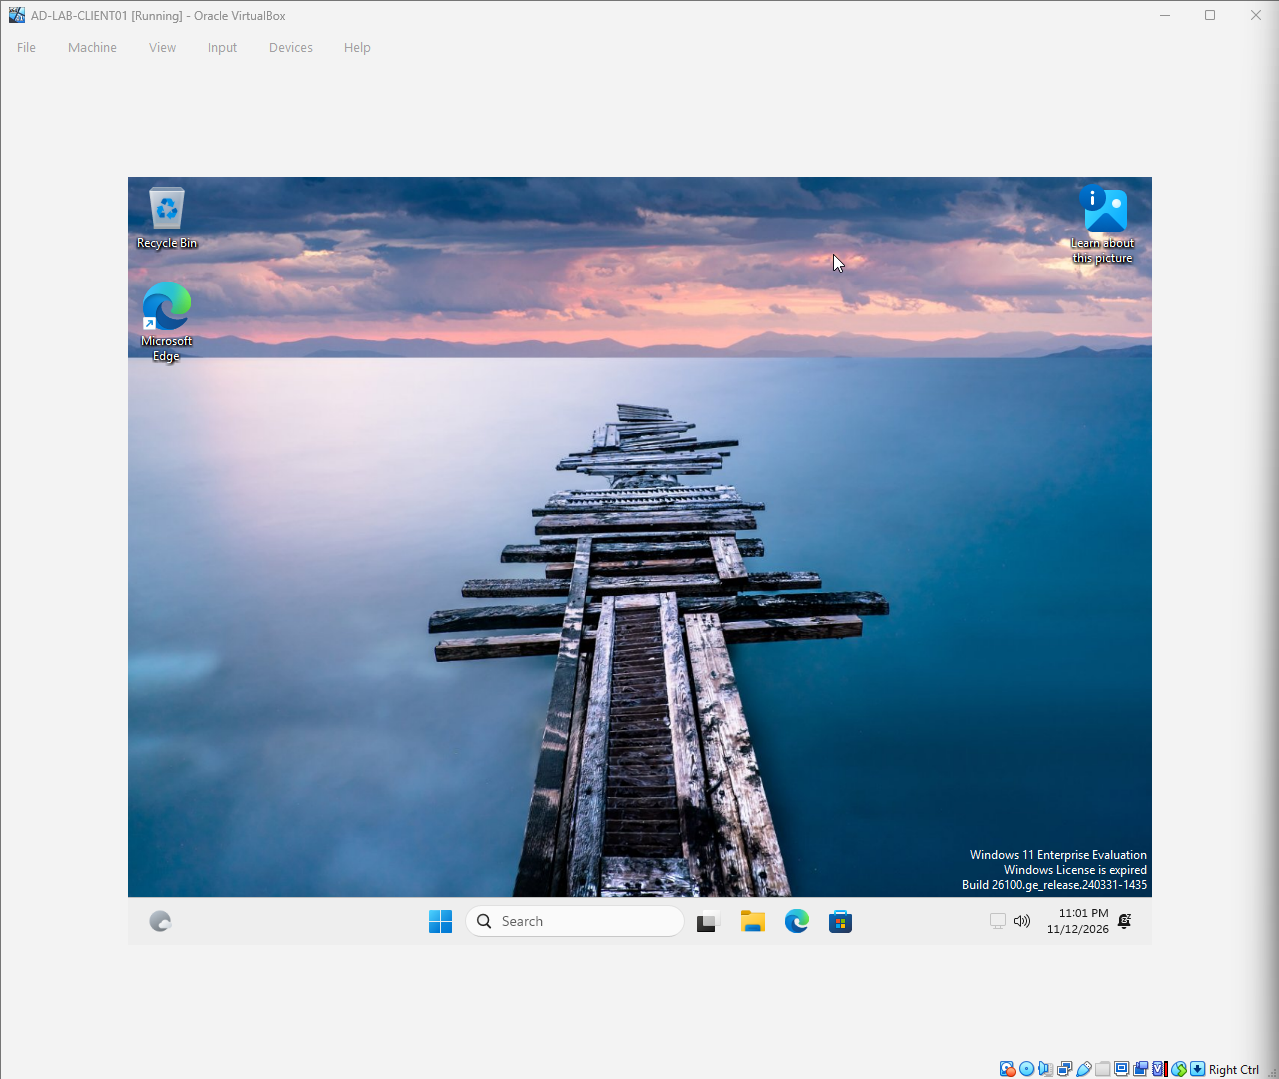 AD-LAB-CLIENT01 [Running] - Oracle VirtualBox
File Machine View Input Devices Help
Recycle Bin
Learn about
this picture
Microsoft
Edge
Windows 11 Enterprise Evaluation
Windows License is expired
Build 26100.ge_release.240331-1435
Search
11:01 PM
11/12/2026
Right Ctrl